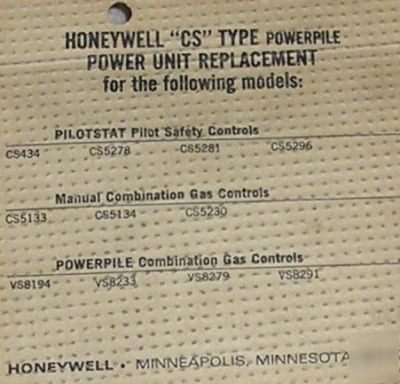 HONEYWELL "CS" TYPE POWERPILE
POWER UNIT REPLACEMENT
for the following models:
PILOTSTAT Pilot Safety Controls
CS434 CS5278 CS5281 CS5296
Manual Combination Gas Controls
CS5133 CS5134 CS5230
POWERPILE Combination Gas Controls
VS8194 VS8233 VS8279 VS8291
HONEYWELL • MINNEAPOLIS, MINNESOTA